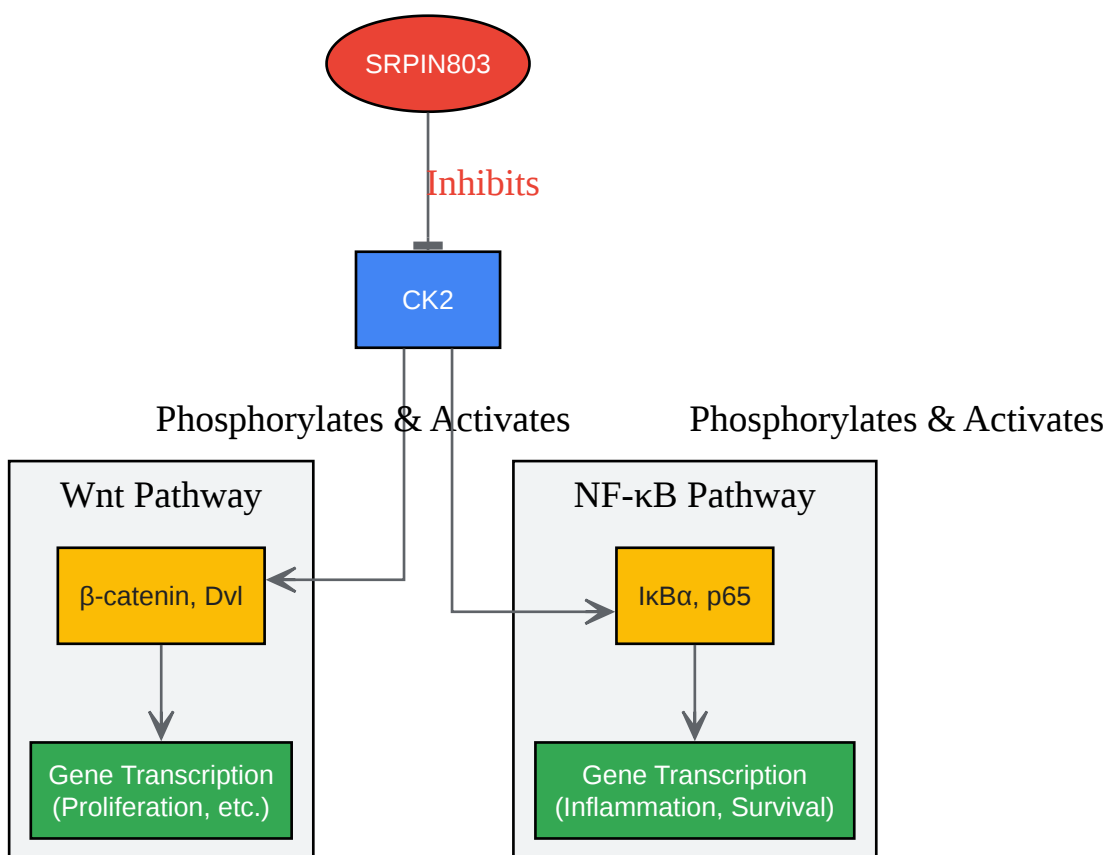 SRPIN803
Inhibits
CK2
Phosphorylates & Activates
Phosphorylates & Activates
Wnt Pathway
NF-κB Pathway
β-catenin, Dvl
IκBα, p65
Gene Transcription
(Proliferation, etc.)
Gene Transcription
(Inflammation, Survival)